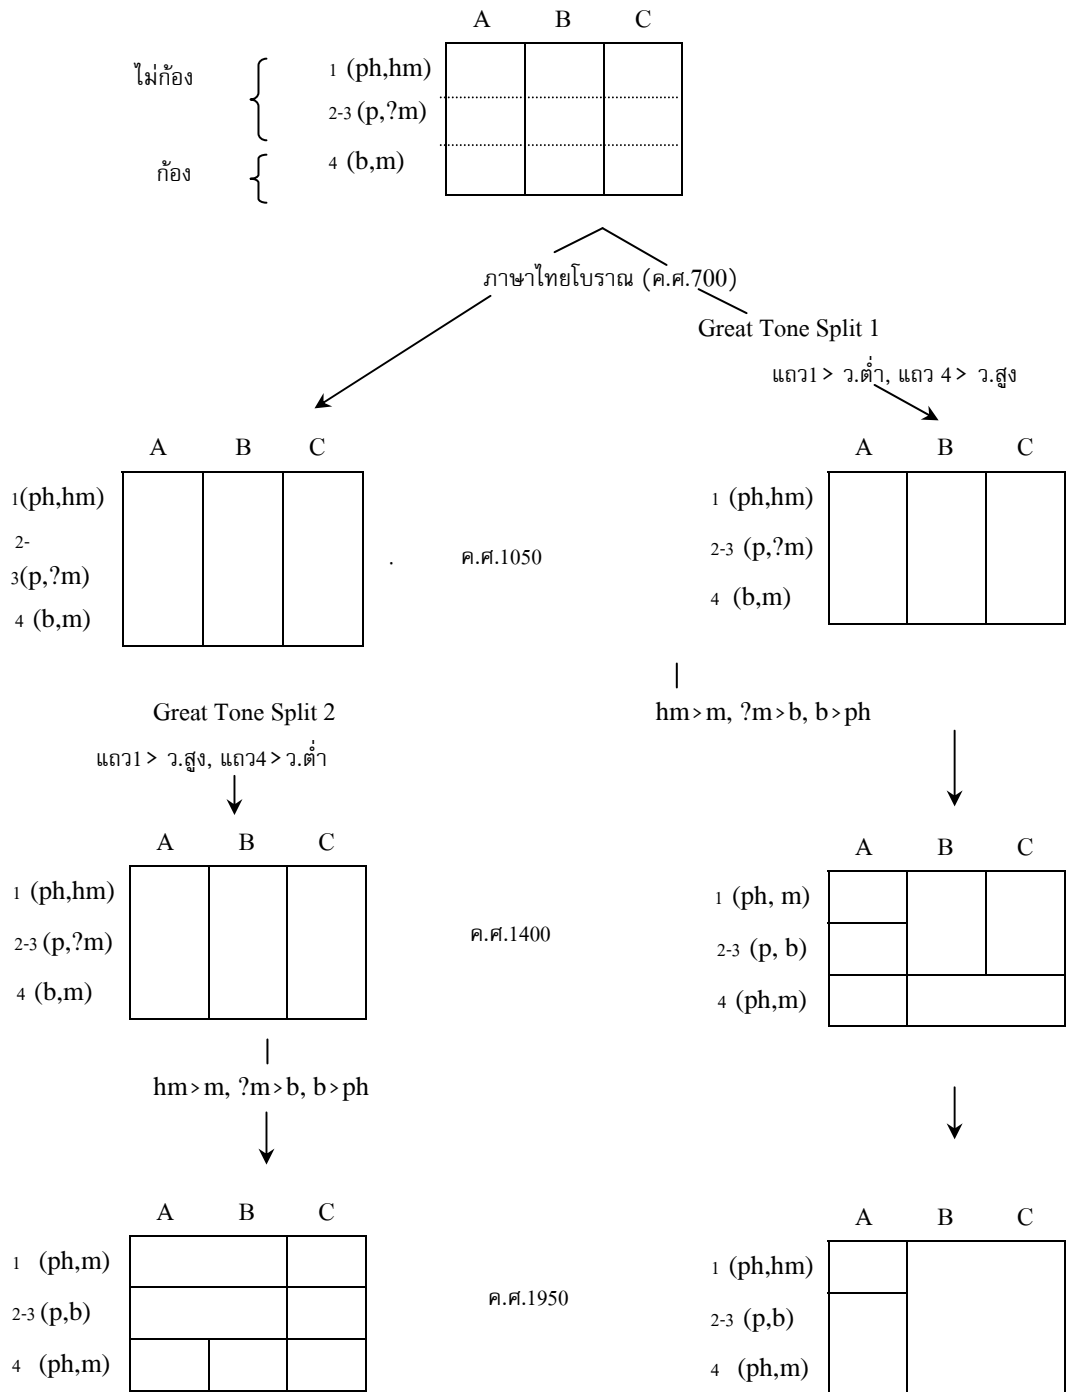 A B C
ไม่ก้อง
1 (ph,hm)
2-3 (p,?m)
ก้อง
4 (b,m)
ภาษาไทยโบราณ (ค.ศ.700)
Great Tone Split 1
แถว1> ว.ต่ำ, แถว 4> ว.สูง
A B C
1(ph,hm)
2-
3(p,?m)
4 (b,m)
.
ค.ศ.1050
A B C
1 (ph,hm)
2-3 (p,?m)
4 (b,m)
Great Tone Split 2
แถว1> ว.สูง, แถว4>ว.ต่ำ
hm>m, ?m>b, b>ph
A B C
1 (ph,hm)
2-3 (p,?m)
4 (b,m)
ค.ศ.1400
A B C
1 (ph, m)
2-3 (p, b)
4 (ph,m)
hm>m, ?m>b, b>ph
A B C
1 (ph,m)
2-3 (p,b)
4 (ph,m)
ค.ศ.1950
A B C
1 (ph,hm)
2-3 (p,b)
4 (ph,m)